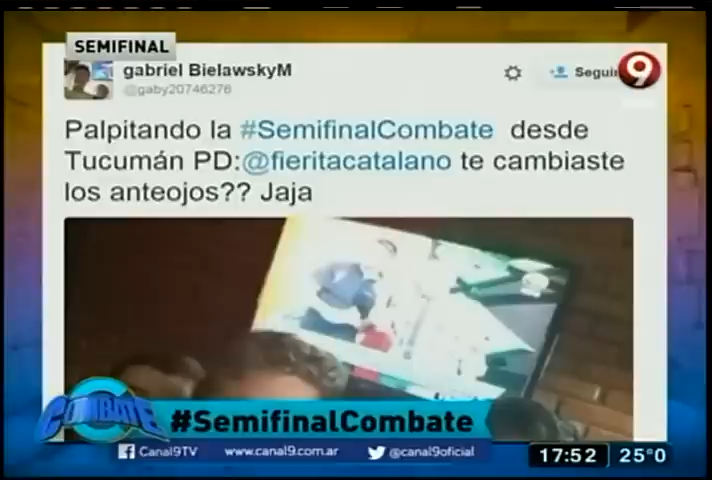 SEMIFINAL
gabriel BielawskyM
@gaby20746276
Seguir
9
Palpitando la #SemifinalCombate desde
Tucumán PD:@fieritacatalano te cambiaste
los anteojos?? Jaja
COMBATE
#SemifinalCombate
Canal9TV www.canal9.com.ar @canal9oficial
17:52 25°0